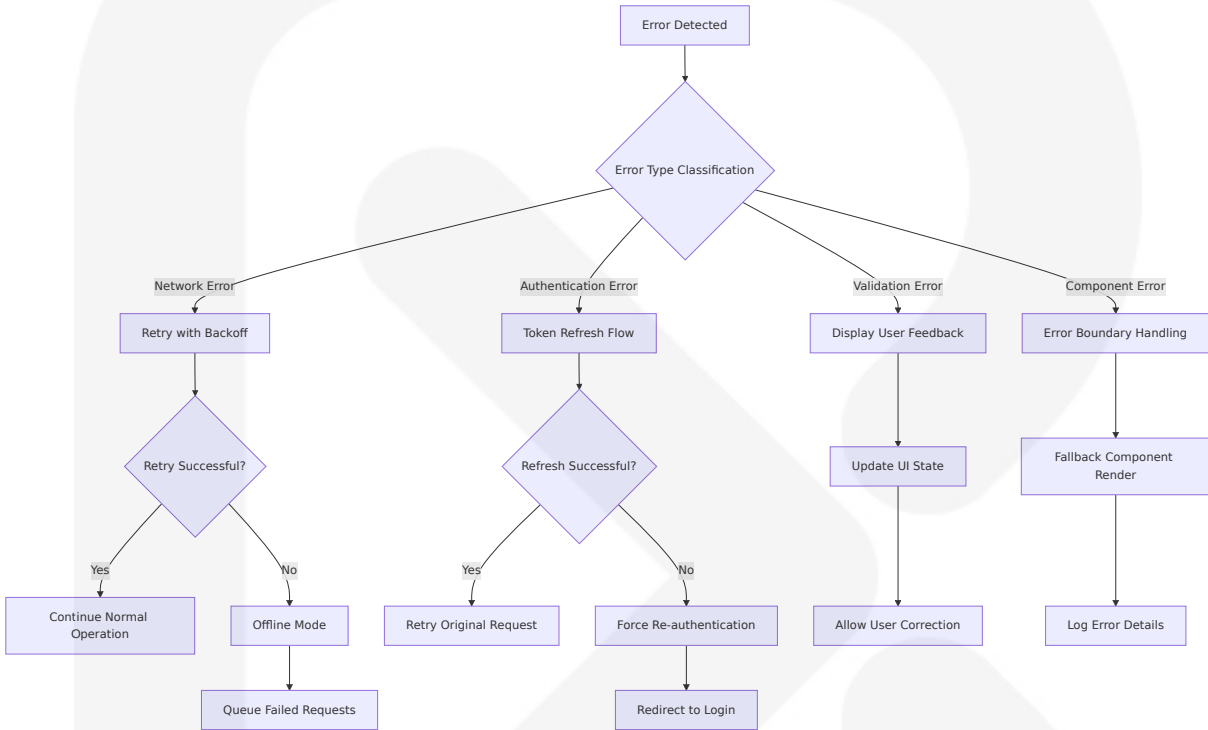 Error Detected
Error Type Classification
Network Error
Authentication Error
Validation Error
Component Error
Retry with Backoff
Token Refresh Flow
Display User Feedback
Error Boundary Handling
Retry Successful?
Refresh Successful?
Update UI State
Fallback Component
Render
Yes
No
Yes
No
Continue Normal
Operation
Offline Mode
Retry Original Request
Force Re-authentication
Allow User Correction
Log Error Details
Queue Failed Requests
Redirect to Login